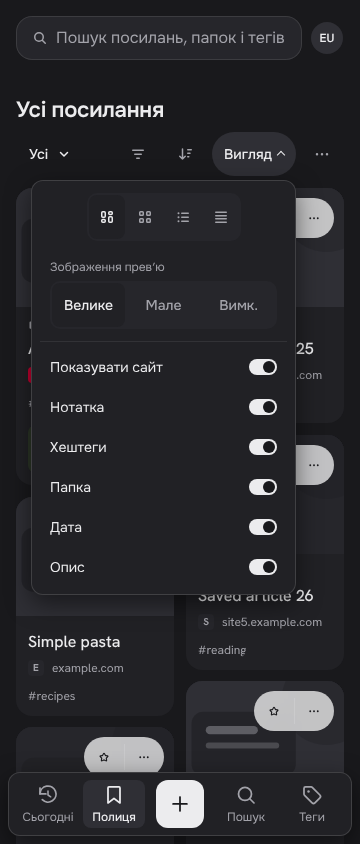 Пошук посилань, папок і тегів
EU
Усі посилання
Усі
Вигляд
Зображення прев'ю
Велике Мале Вимк.
25
Показувати сайт
.com
Нотатка
Хештеги
Папка
Дата
Опис
Saved article 26
S site5.example.com
#reading
Simple pasta
E example.com
#recipes
Сьогодні Полиця Пошук Теги